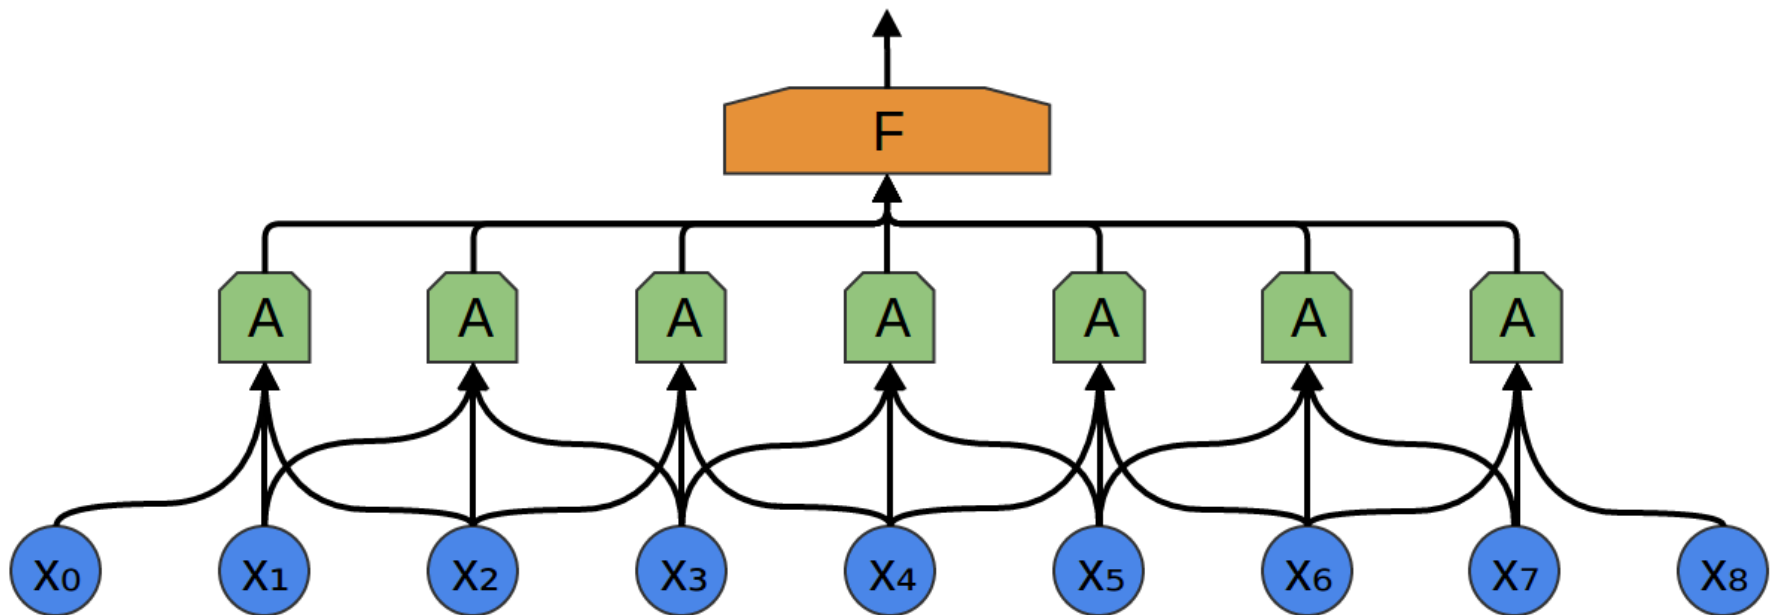 F
A A A A A A A
x₀ x₁ x₂ x₃ x₄ x₅ x₆ x₇ x₈